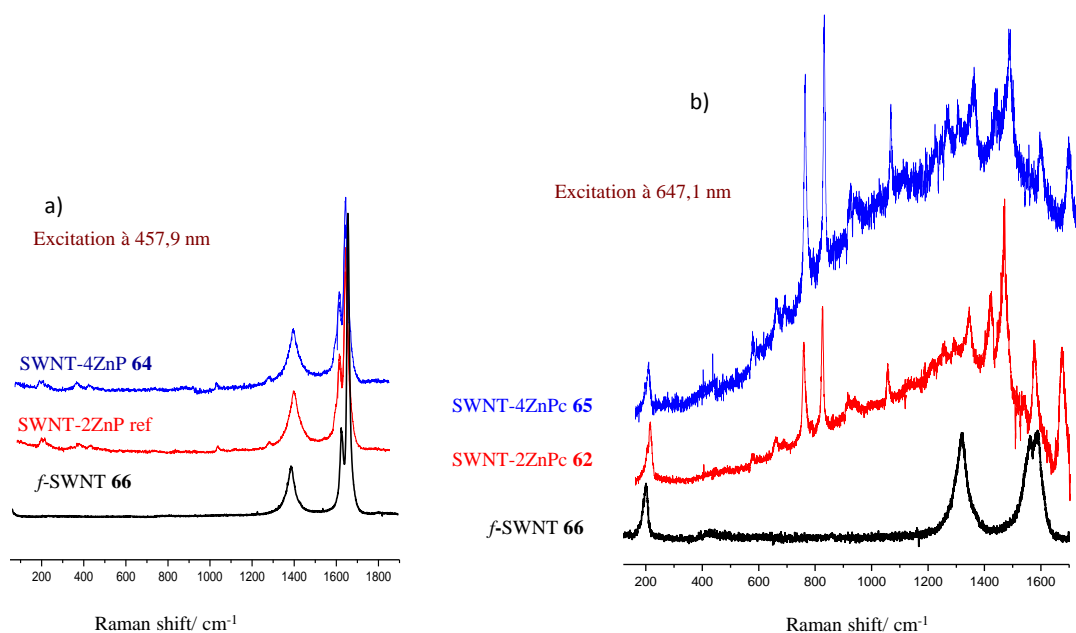 a)
Excitation à 457,9 nm
SWNT-4ZnP 64
SWNT-2ZnP ref
f-SWNT 66
200 400 600 800 1000 1200 1400 1600 1800
Raman shift/ cm-1
b)
Excitation à 647,1 nm
SWNT-4ZnPc 65
SWNT-2ZnPc 62
f-SWNT 66
200 400 600 800 1000 1200 1400 1600
Raman shift/ cm-1